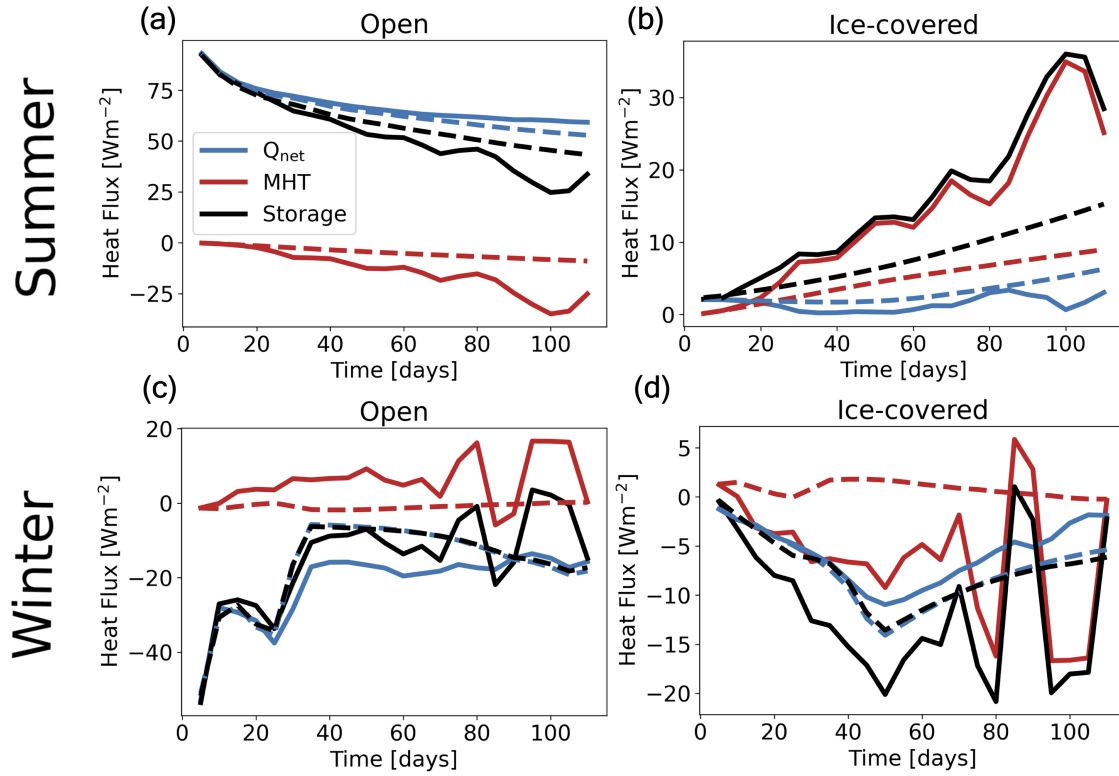 Summer
Winter
(a)
Open
Heat Flux [Wm⁻²]
75
50
25
0
−25
Q_net
MHT
Storage
0 20 40 60 80 100
Time [days]
(b)
Ice-covered
Heat Flux [Wm⁻²]
30
20
10
0
0 20 40 60 80 100
Time [days]
(c)
Open
Heat Flux [Wm⁻²]
20
0
−20
−40
0 20 40 60 80 100
Time [days]
(d)
Ice-covered
Heat Flux [Wm⁻²]
5
0
−5
−10
−15
−20
0 20 40 60 80 100
Time [days]